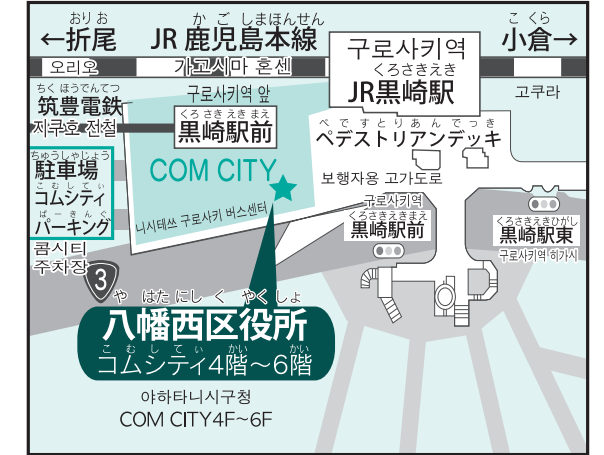 おりお
←折尾
오리오
かごしまほんせん
JR 鹿児島本線
가고시마 혼센
구로사키역
くろさきえき
JR黒崎駅
こくら
小倉→
고쿠라
ちくほうでんてつ
筑豊電鉄
지구호 전철
구로사키역 앞
くろさきえきまえ
黒崎駅前
ぺですとりあんでっき
ペデストリアンデッキ
보행자용 고가도로
ちゅうしゃじょう
駐車場
こむしてぃ
コムシティ
ぱーきんぐ
パーキング
콤시티
주차장
COM CITY
니시테쓰 구로사키 버스센터
구로사키역
くろさきえきまえ
黒崎駅前
くろさきえきひがし
黒崎駅東
구로사키역 히가시
3
やはたにしくやくしょ
八幡西区役所
こむしてぃ かい かい
コムシティ4階～6階
야하타니시구청
COM CITY4F~6F